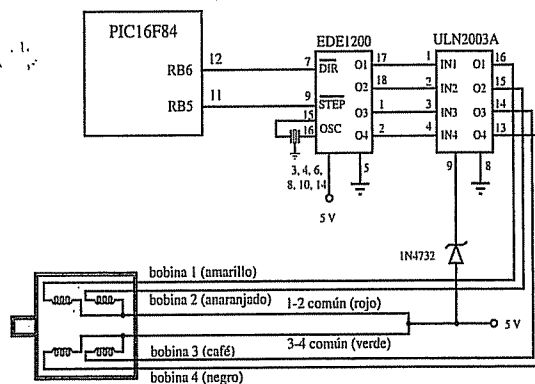 PIC16F84
RB6
12
RB5
11
EDE1200
7
DIR
9
STEP
15
OSC
16
O1
17
O2
18
O3
1
O4
2
3, 4, 6,
8, 10, 14
5 V
5
ULN2003A
1
IN1
2
IN2
3
IN3
4
IN4
O1
16
O2
15
O3
14
O4
13
9
8
1N4732
bobina 1 (amarillo)
bobina 2 (anaranjado)
1-2 común (rojo)
5 V
3-4 común (verde)
bobina 3 (café)
bobina 4 (negro)